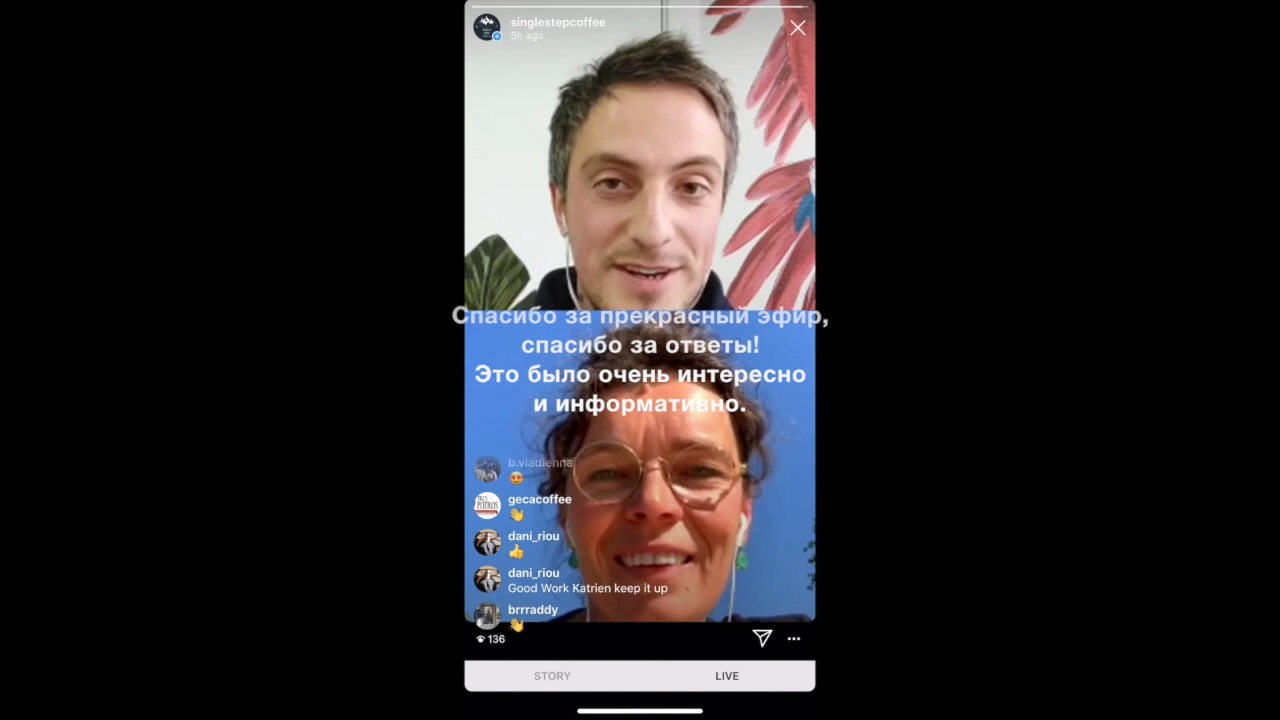 singlestepcoffee
5h ago
Спасибо за прекрасный эфир,
спасибо за ответы!
Это было очень интересно
и информативно.
b.vladlenna
gecacoffee
dani_riou
dani_riou
Good Work Katrien keep it up
brrraddy
136
STORY
LIVE